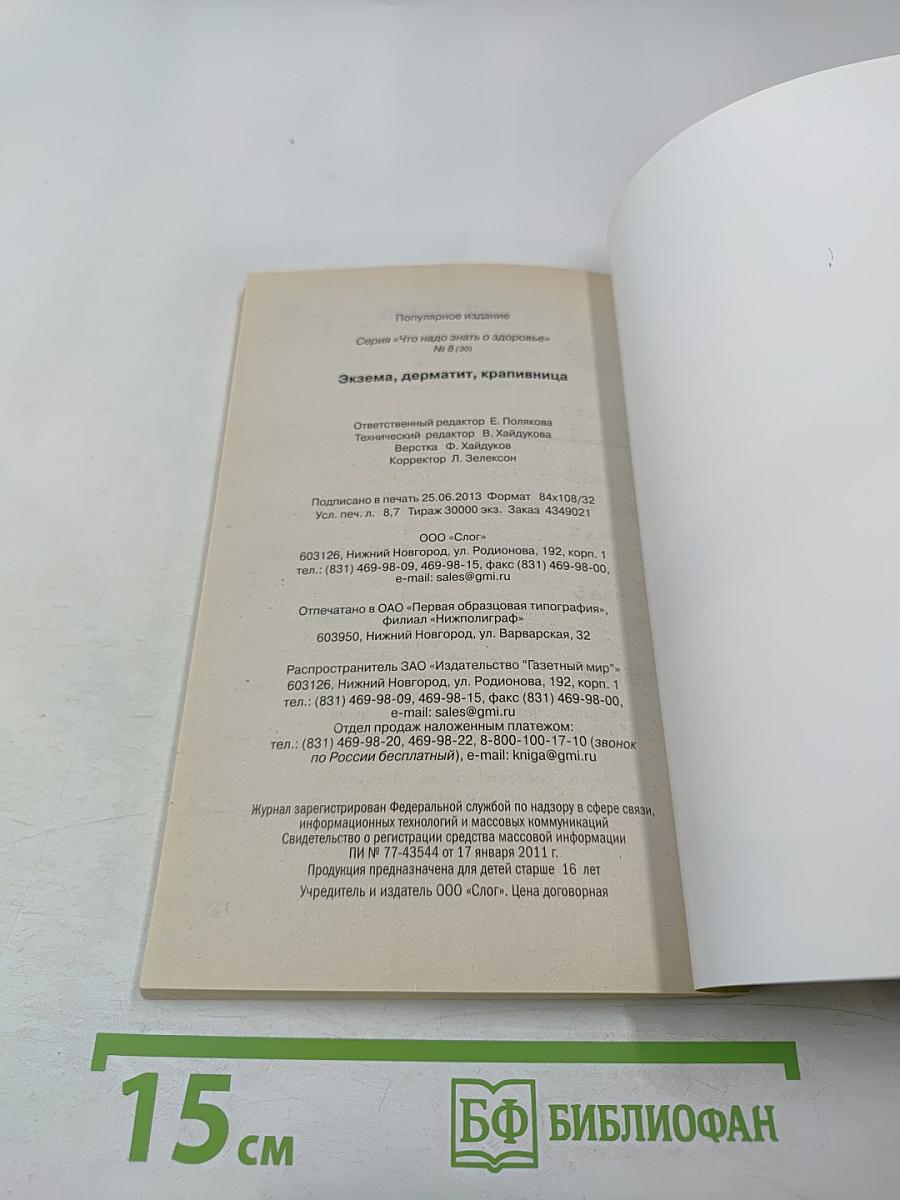 Популярное издание
Серия «Что надо знать о здоровье»
№ 8 (30)
Экзема, дерматит, крапивница
Ответственный редактор Е. Полякова
Технический редактор В. Хайдукова
Верстка Ф. Хайдуков
Корректор Л. Зелексон
Подписано в печать 25.06.2013 Формат 84x108/32
Усл. печ. л. 8,7 Тираж 30000 экз. Заказ 4349021
ООО «Слог»
603126, Нижний Новгород, ул. Родионова, 192, корп. 1
тел.: (831) 469-98-09, 469-98-15, факс (831) 469-98-00,
e-mail: sales@gmi.ru
Отпечатано в ОАО «Первая образцовая типография»,
филиал «Нижполиграф»
603950, Нижний Новгород, ул. Варварская, 32
Распространитель ЗАО «Издательство "Газетный мир"»
603126, Нижний Новгород, ул. Родионова, 192, корп. 1
тел.: (831) 469-98-09, 469-98-15, факс (831) 469-98-00,
e-mail: sales@gmi.ru
Отдел продаж наложенным платежом:
тел.: (831) 469-98-20, 469-98-22, 8-800-100-17-10 (звонок
по России бесплатный), e-mail: kniga@gmi.ru
Журнал зарегистрирован Федеральной службой по надзору в сфере связи,
информационных технологий и массовых коммуникаций
Свидетельство о регистрации средства массовой информации
ПИ № 77-43544 от 17 января 2011 г.
Продукция предназначена для детей старше 16 лет
Учредитель и издатель ООО «Слог». Цена договорная
15 см
БФ БИБЛИОФАН